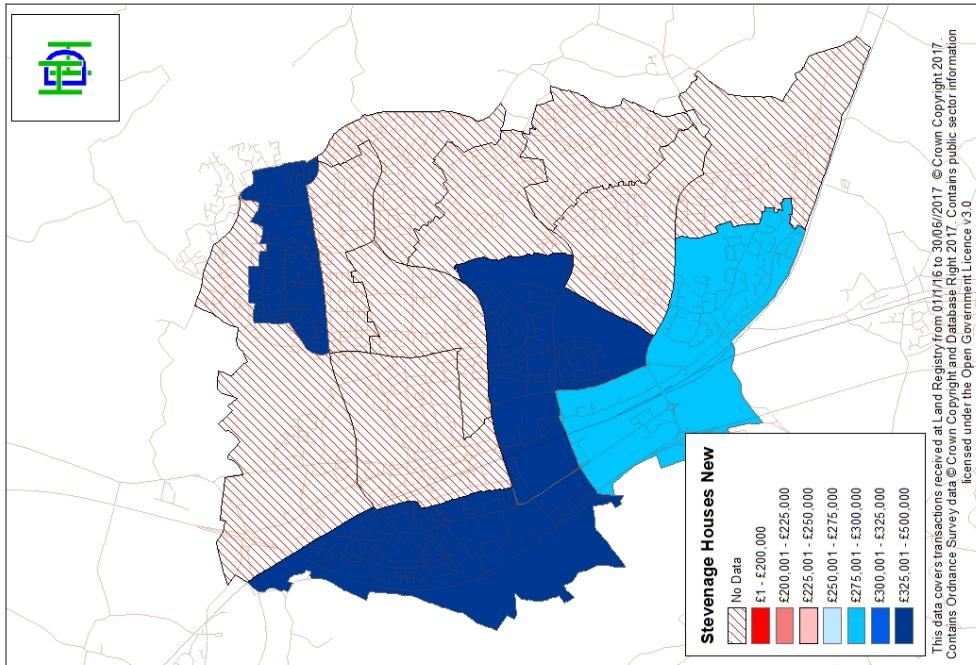 Stevenage Houses New
No Data
£1 - £200,000
£200,001 - £225,000
£225,001 - £250,000
£250,001 - £275,000
£275,001 - £300,000
£300,001 - £325,000
£325,001 - £500,000
This data covers transactions received at Land Registry from 01/1/16 to 30/06//2017 © Crown Copyright 2017.
Contains Ordnance Survey data © Crown Copyright and Database Right 2017. Contains public sector information
licensed under the Open Government Licence v3.0